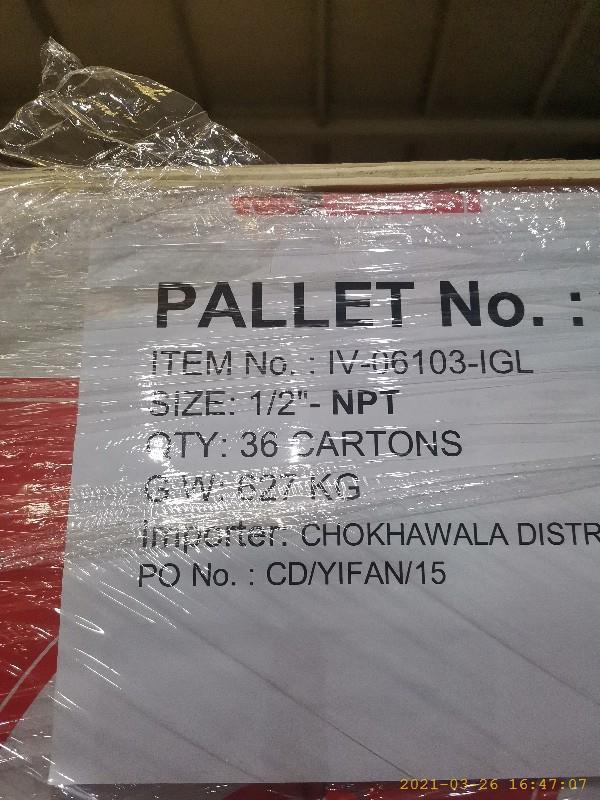 PALLET No. :
ITEM No. : IV-06103-IGL
SIZE: 1/2"- NPT
QTY: 36 CARTONS
G.W: 627 KG
Importer: CHOKHAWALA DISTR
PO No. : CD/YIFAN/15
2021-03-26 16:47:07